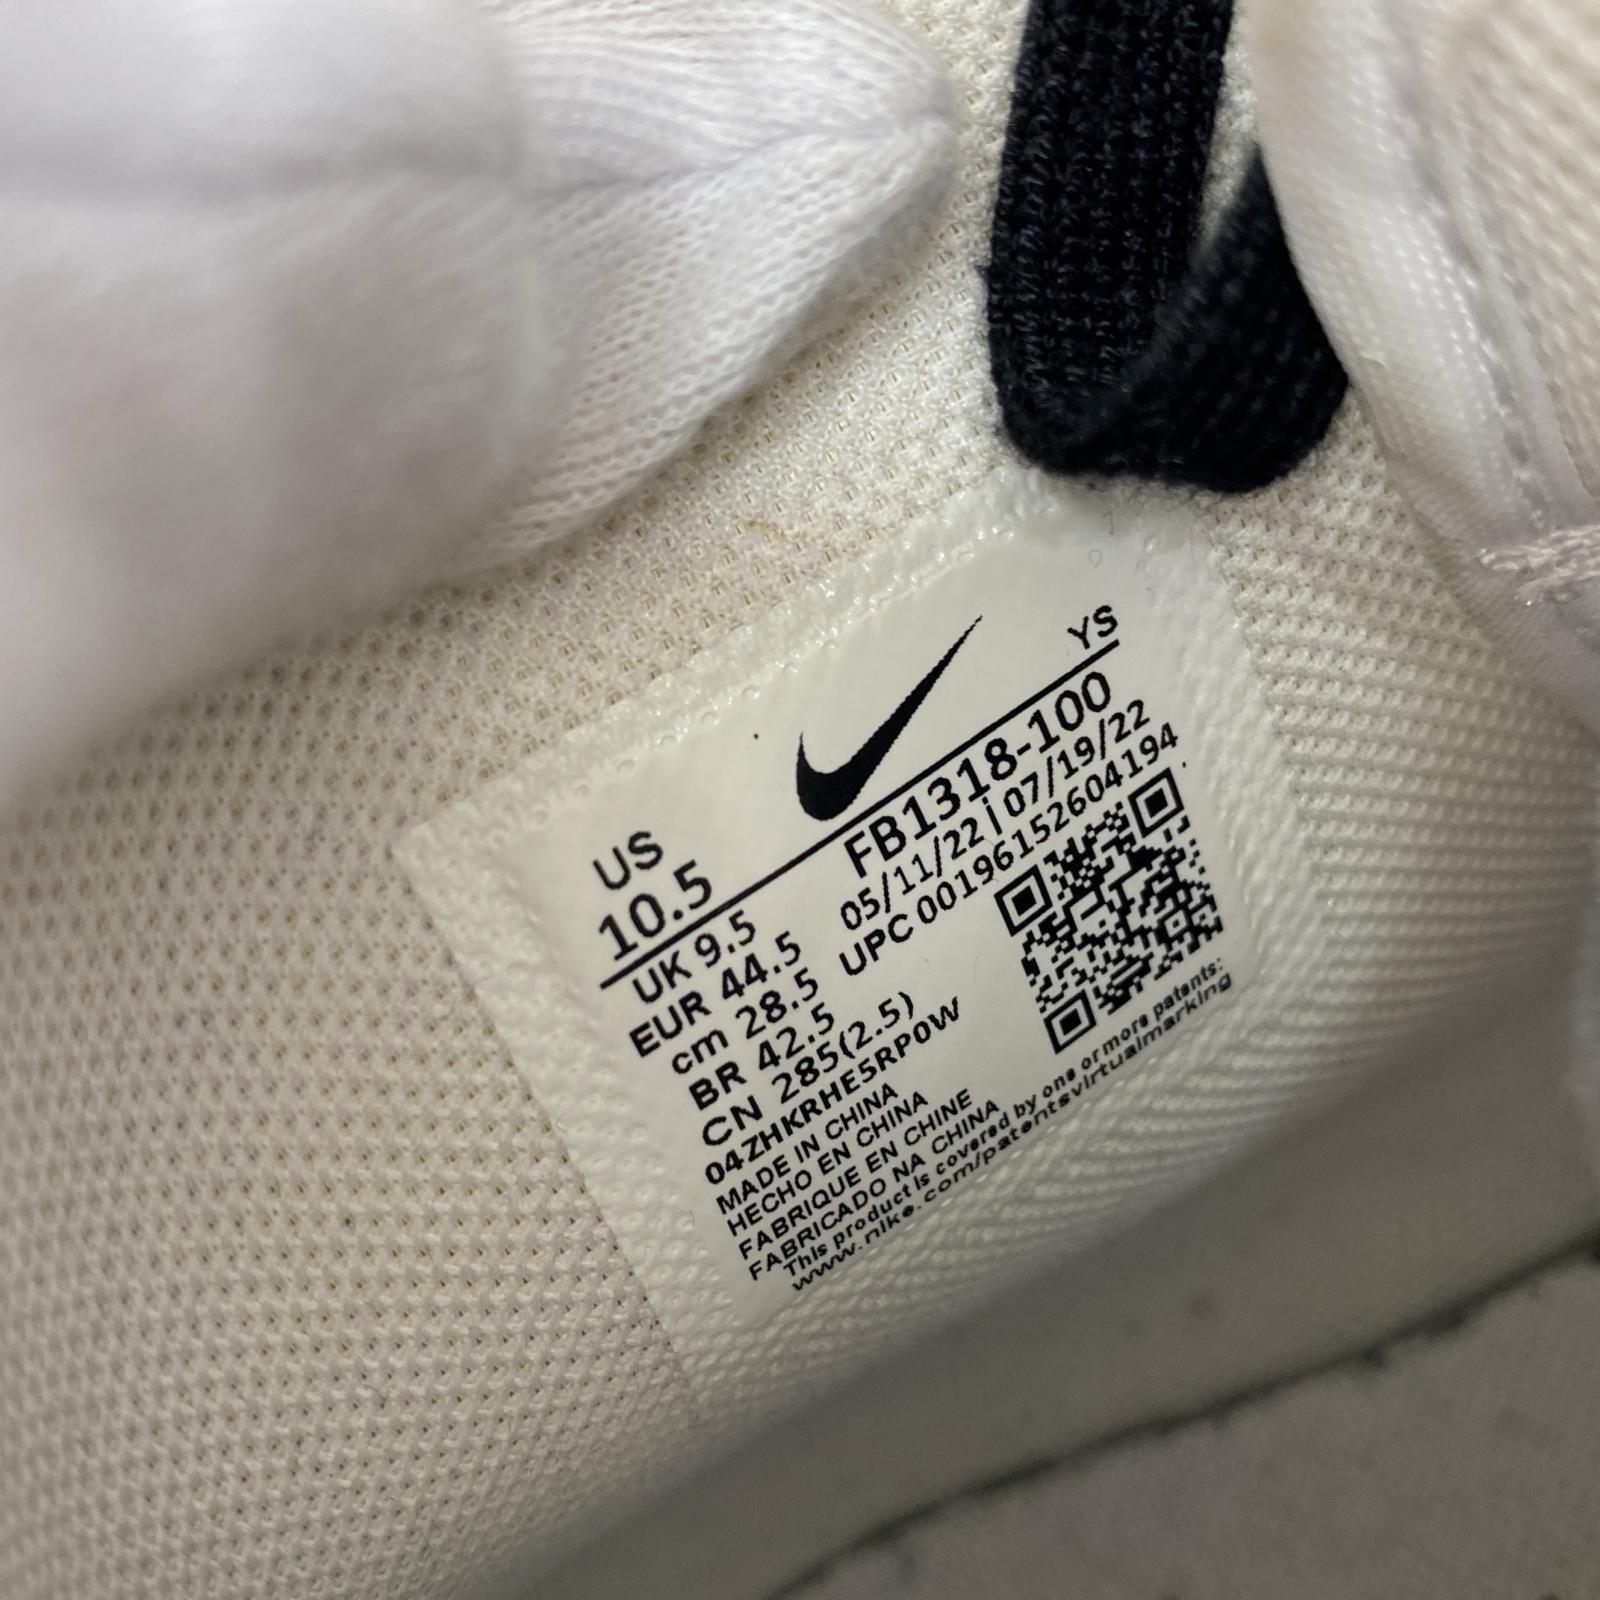 YS
US
10.5
FB1318-100
UK 9.5
05/11/22 | 07/19/22
EUR 44.5
UPC 00196152604194
cm 28.5
BR 42.5
CN 285(2.5)
04ZHKRHE5RP0W
MADE IN CHINA
HECHO EN CHINA
FABRIQUE EN CHINE
FABRICADO NA CHINA
This product is covered by one or more patents:
www.nike.com/patentsvirtualmarking